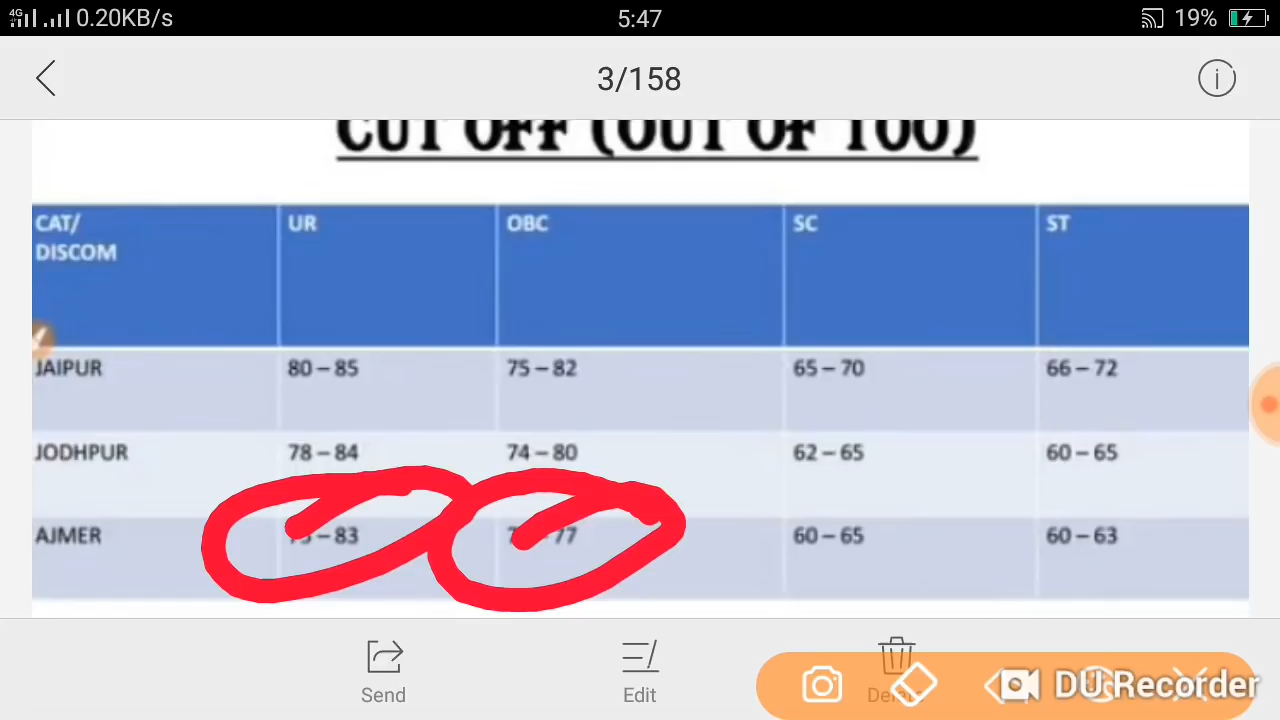 4G 0.20KB/s 5:47 19%
3/158
CUT OFF (OUT OF 100)
CAT/ DISCOM UR OBC SC ST
JAIPUR 80 – 85 75 – 82 65 – 70 66 – 72
JODHPUR 78 – 84 74 – 80 62 – 65 60 – 65
AJMER – 83 77 60 – 65 60 – 63
Send Edit DU Recorder